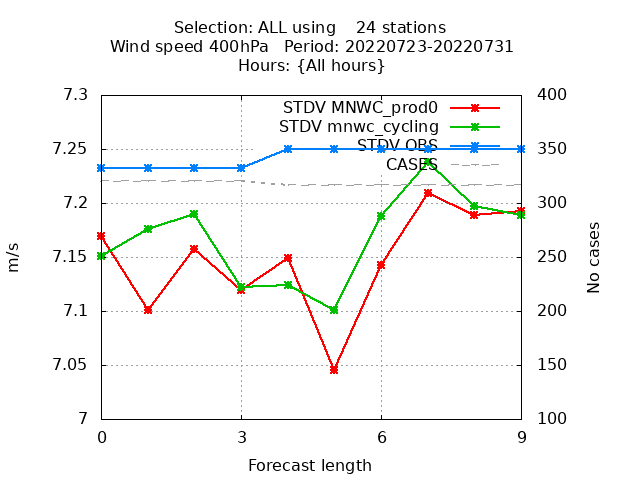 Selection: ALL using 24 stations
Wind speed 400hPa Period: 20220723-20220731
Hours: {All hours}
7.3
7.25
7.2
7.15
7.1
7.05
7
400
350
300
250
200
150
100
STDV MNWC_prod0
STDV mnwc_cycling
STDV OBS
CASES
m/s
No cases
0 3 6 9
Forecast length